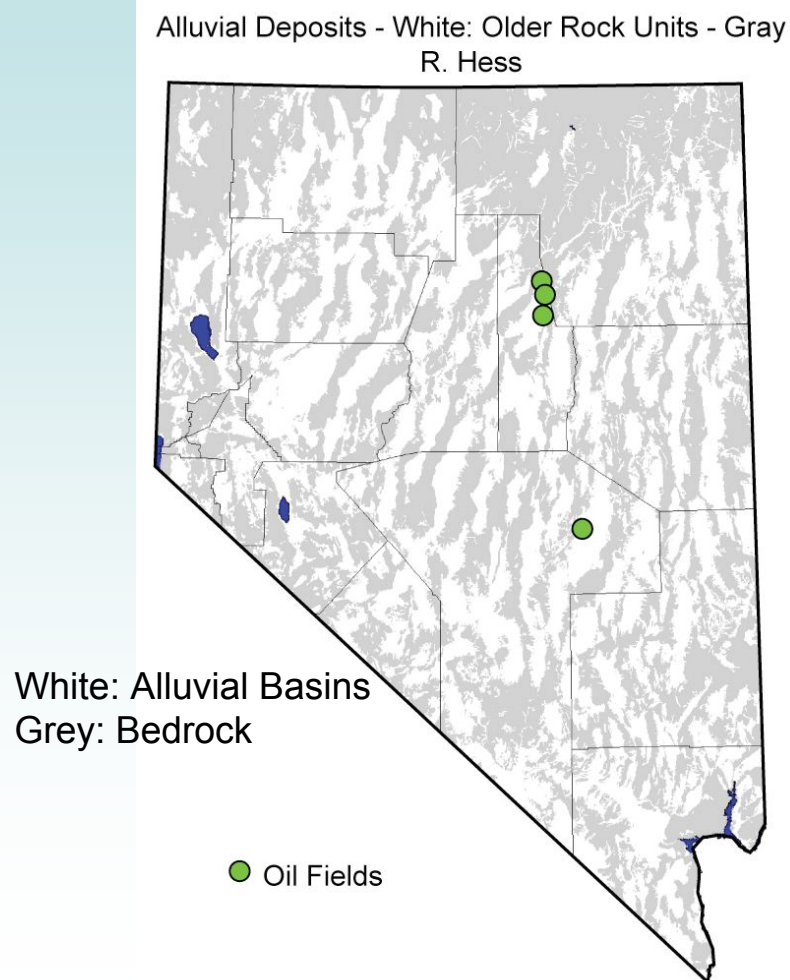 Alluvial Deposits - White: Older Rock Units - Gray
R. Hess
White: Alluvial Basins
Grey: Bedrock
Oil Fields